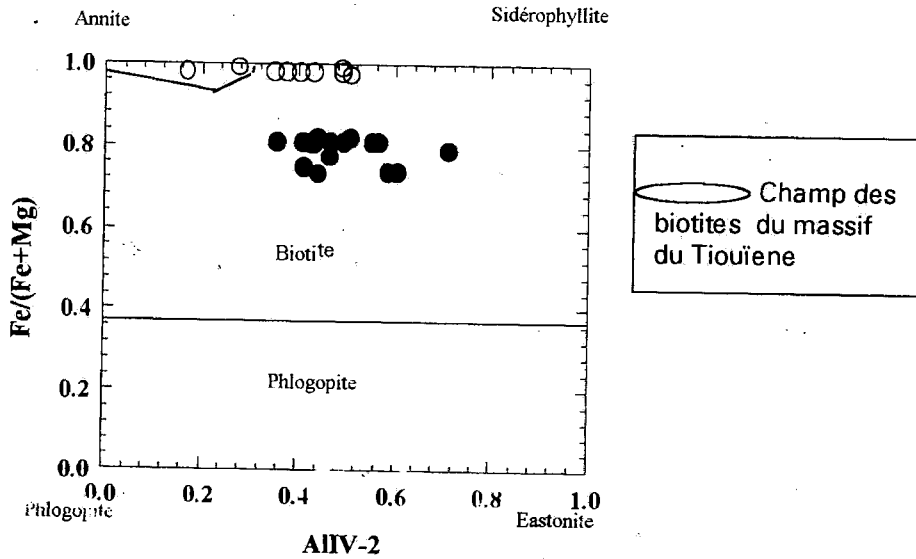 Annite
Sidérophyllite
1.0
0.8
0.6
0.4
0.2
0.0
Fe/(Fe+Mg)
Biotite
Phlogopite
0.0
0.2
0.4
0.6
0.8
1.0
Phlogopite
Eastonite
AlIV-2
Champ des
biotites du massif
du Tiouïene